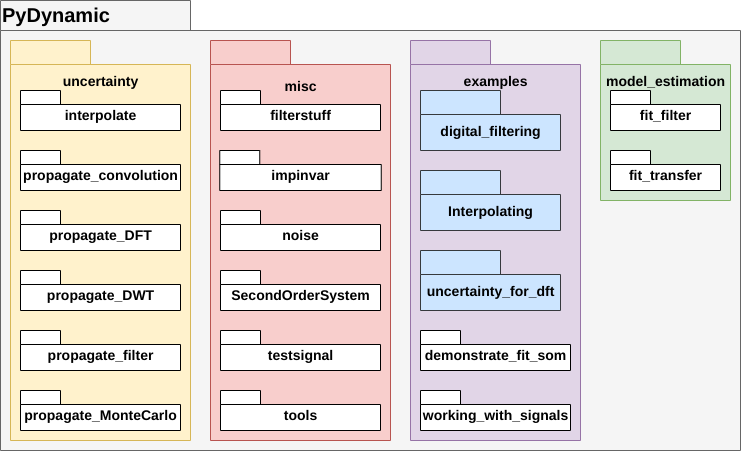 PyDynamic
uncertainty
interpolate
propagate_convolution
propagate_DFT
propagate_DWT
propagate_filter
propagate_MonteCarlo
misc
filterstuff
impinvar
noise
SecondOrderSystem
testsignal
tools
examples
digital_filtering
Interpolating
uncertainty_for_dft
demonstrate_fit_som
working_with_signals
model_estimation
fit_filter
fit_transfer